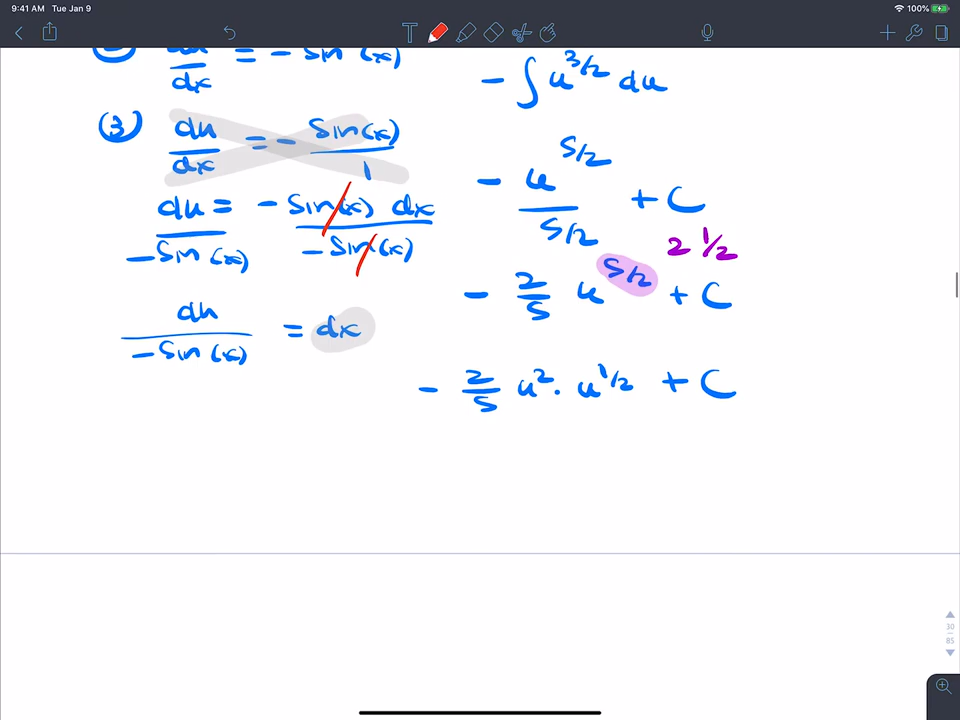 9:41 AM Tue Jan 9
100%
du/dx = - sin(x)
(3) du/dx = - sin(x)/1
du/-sin(x) = - sin(x) dx/- sin(x)
du/-sin(x) = dx
- ∫ u^3/2 du
- u^5/2/5/2 + C
2 1/2
- 2/5 u^5/2 + C
- 2/5 u^2 · u^1/2 + C
30
85